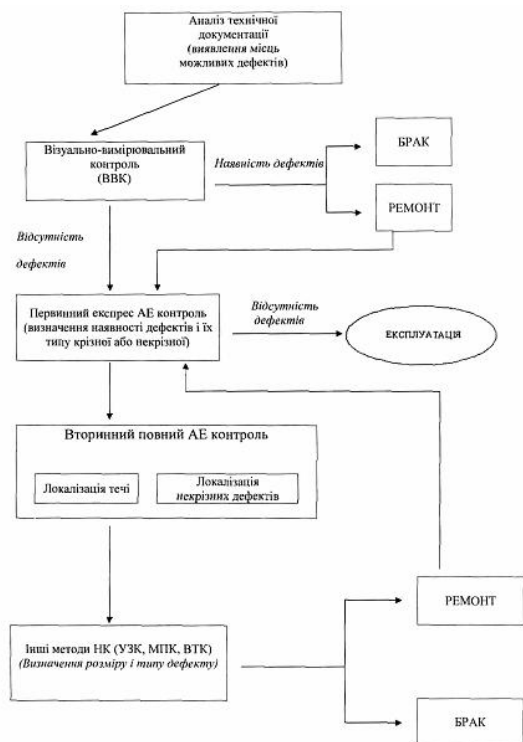 Аналіз технічної
документації
(виявлення місць
можливих дефектів)
Візуально-вимірювальний
контроль
(ВВК)
Наявність дефектів
БРАК
РЕМОНТ
Відсутність
дефектів
Первинний експрес АЕ контроль
(визначення наявності дефектів і їх
типу крізної або некрізної)
Відсутність
дефектів
ЕКСПЛУАТАЦІЯ
Вторинний повний АЕ контроль
Локалізація течі
Локалізація
некрізних дефектів
Інші методи НК (УЗК, МПК, ВТК)
(Визначення розміру і типу дефекту)
РЕМОНТ
БРАК